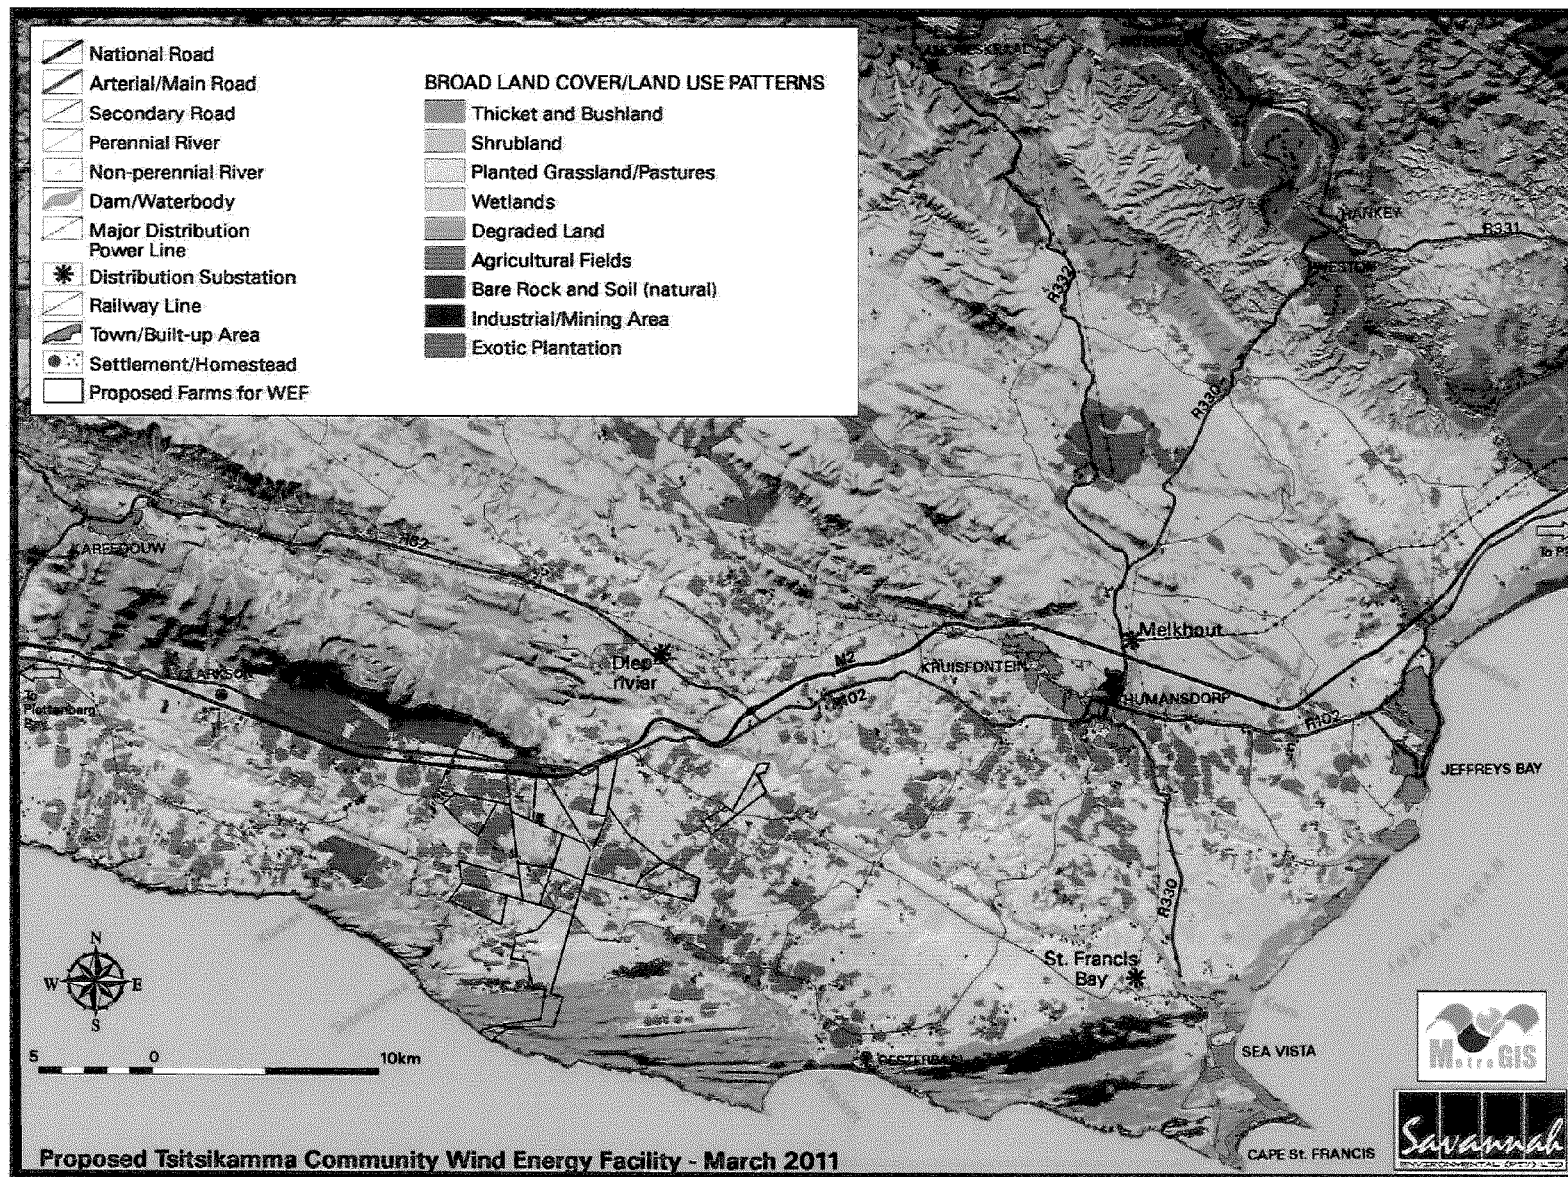 National Road
Arterial/Main Road
Secondary Road
Perennial River
Non-perennial River
Dam/Waterbody
Major Distribution
Power Line
Distribution Substation
Railway Line
Town/Built-up Area
Settlement/Homestead
Proposed Farms for WEF
BROAD LAND COVER/LAND USE PATTERNS
Thicket and Bushland
Shrubland
Planted Grassland/Pastures
Wetlands
Degraded Land
Agricultural Fields
Bare Rock and Soil (natural)
Industrial/Mining Area
Exotic Plantation
HANKEY
R331
R332
R330
KAREEDOUW
R62
Melkhout
Diep
rivier
N2
KRUISFONTEIN
R102
HUMANSDORP
R102
To
Plettenberg
Bay
JEFFREYS BAY
R330
St. Francis
Bay
N
W E
S
5 0 10km
OESTERBAAI
SEA VISTA
CAPE St. FRANCIS
GIS
Savannah
ENVIRONMENTAL (PTY) LTD
Proposed Tsitsikamma Community Wind Energy Facility - March 2011